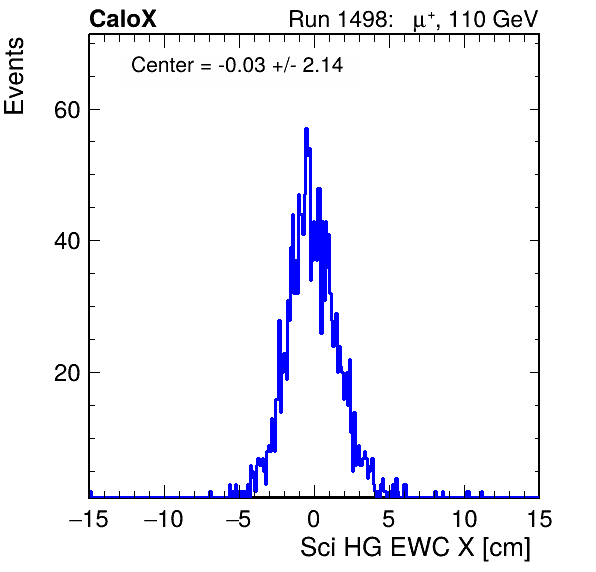 CaloX Run 1498: μ⁺, 110 GeV
Center = -0.03 +/- 2.14
Events
60
40
20
−15 −10 −5 0 5 10 15
Sci HG EWC X [cm]